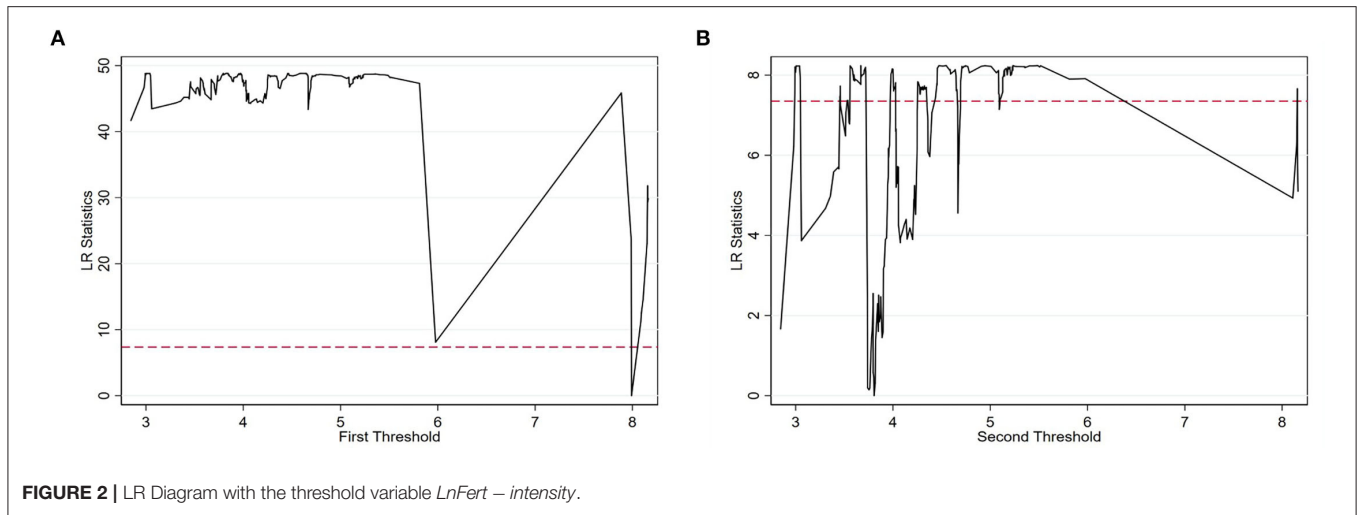 A
50
40
30
20
10
0
LR Statistics
3 4 5 6 7 8
First Threshold
B
8
6
4
2
0
LR Statistics
3 4 5 6 7 8
Second Threshold
FIGURE 2 | LR Diagram with the threshold variable LnFert − intensity.